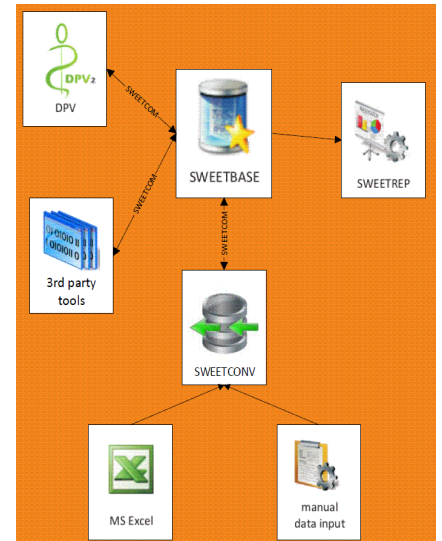 DPV2
DPV
SWEETCOM
SWEETBASE
SWEETREP
SWEETCOM
SWEETCOM
3rd party
tools
SWEETCONV
MS Excel
manual
data input